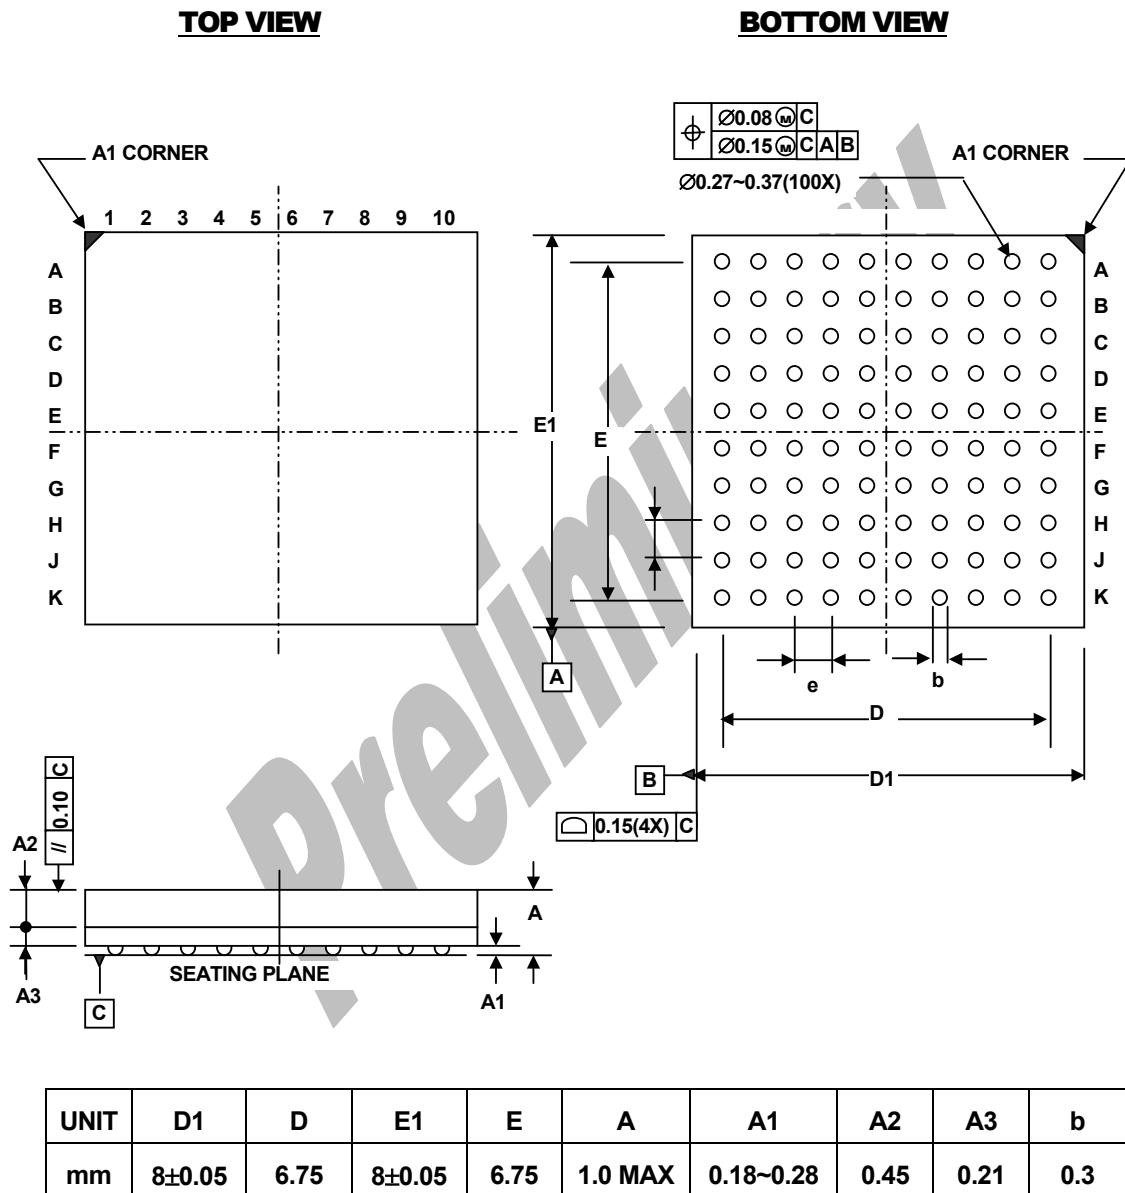 TOP VIEW
BOTTOM VIEW
Ø0.08 Ⓜ C
Ø0.15 Ⓜ C A B
A1 CORNER
A1 CORNER
Ø0.27~0.37(100X)
1 2 3 4 5 6 7 8 9 10
A
B
C
D
E
F
G
H
J
K
A
B
C
D
E
F
G
H
J
K
E1
E
A
e
b
D
B
D1
0.15(4X) C
// 0.10 C
A2
A
A3
SEATING PLANE
A1
C
UNIT D1 D E1 E A A1 A2 A3 b
mm 8±0.05 6.75 8±0.05 6.75 1.0 MAX 0.18~0.28 0.45 0.21 0.3